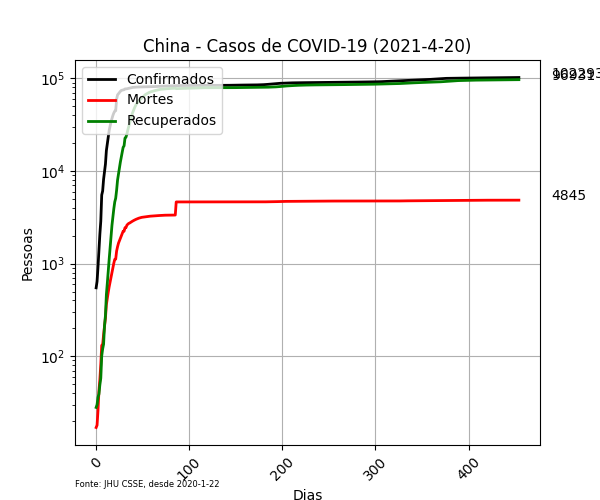 China - Casos de COVID-19 (2021-4-20)
Confirmados
Mortes
Recuperados
10^5
10^4
10^3
10^2
4845
Pessoas
0
100
200
300
400
Fonte: JHU CSSE, desde 2020-1-22
Dias